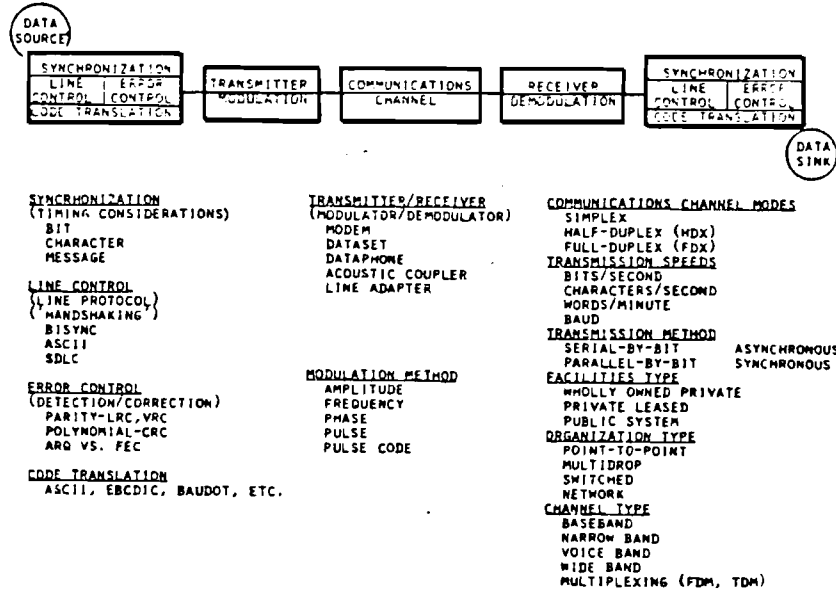 DATA
SOURCE
SYNCHRONIZATION
LINE CONTROL
ERROR CONTROL
CODE TRANSLATION
TRANSMITTER
MODULATION
COMMUNICATIONS
CHANNEL
RECEIVER
DEMODULATION
SYNCHRONIZATION
LINE CONTROL
ERROR CONTROL
CODE TRANSLATION
DATA
SINK
SYNCRHONIZATION
(TIMING CONSIDERATIONS)
BIT
CHARACTER
MESSAGE
LINE CONTROL
(LINE PROTOCOL)
('HANDSHAKING')
BISYNC
ASCII
SDLC
ERROR CONTROL
(DETECTION/CORRECTION)
PARITY-LRC,VRC
POLYNOMIAL-CRC
ARQ VS. FEC
CODE TRANSLATION
ASCII, EBCDIC, BAUDOT, ETC.
TRANSMITTER/RECEIVER
(MODULATOR/DEMODULATOR)
MODEM
DATASET
DATAPHONE
ACOUSTIC COUPLER
LINE ADAPTER
MODULATION METHOD
AMPLITUDE
FREQUENCY
PHASE
PULSE
PULSE CODE
COMMUNICATIONS CHANNEL MODES
SIMPLEX
HALF-DUPLEX (HDX)
FULL-DUPLEX (FDX)
TRANSMISSION SPEEDS
BITS/SECOND
CHARACTERS/SECOND
WORDS/MINUTE
BAUD
TRANSMISSION METHOD
SERIAL-BY-BIT ASYNCHRONOUS
PARALLEL-BY-BIT SYNCHRONOUS
FACILITIES TYPE
WHOLLY OWNED PRIVATE
PRIVATE LEASED
PUBLIC SYSTEM
ORGANIZATION TYPE
POINT-TO-POINT
MULTIDROP
SWITCHED
NETWORK
CHANNEL TYPE
BASEBAND
NARROW BAND
VOICE BAND
WIDE BAND
MULTIPLEXING (FDM, TDM)